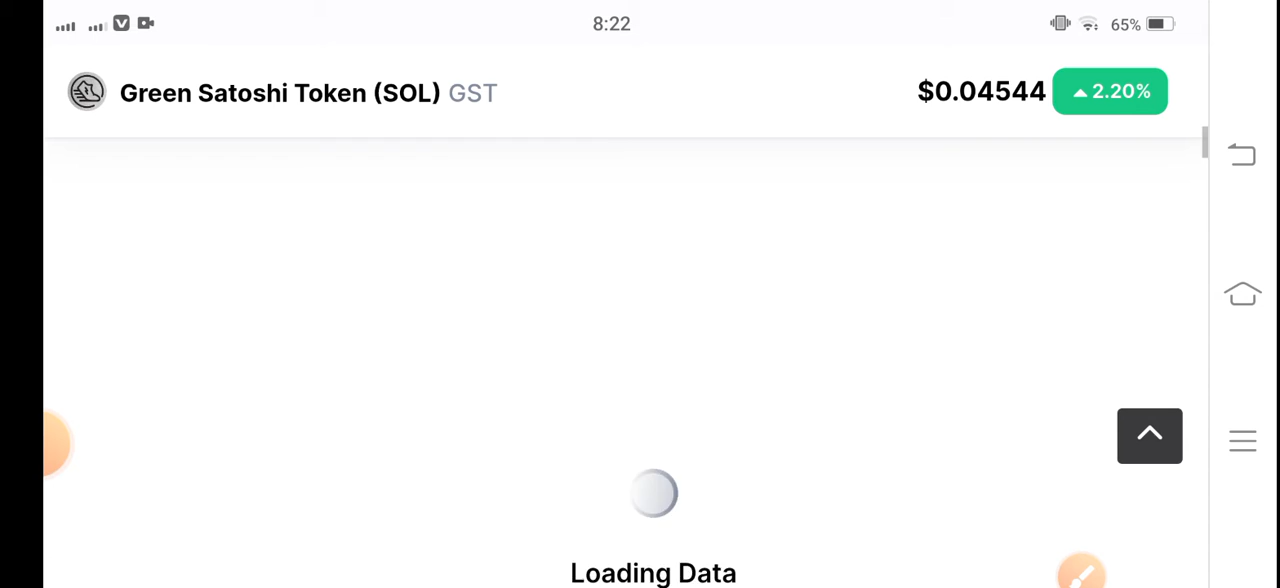 8:22
65%
Green Satoshi Token (SOL) GST
$0.04544 2.20%
Loading Data